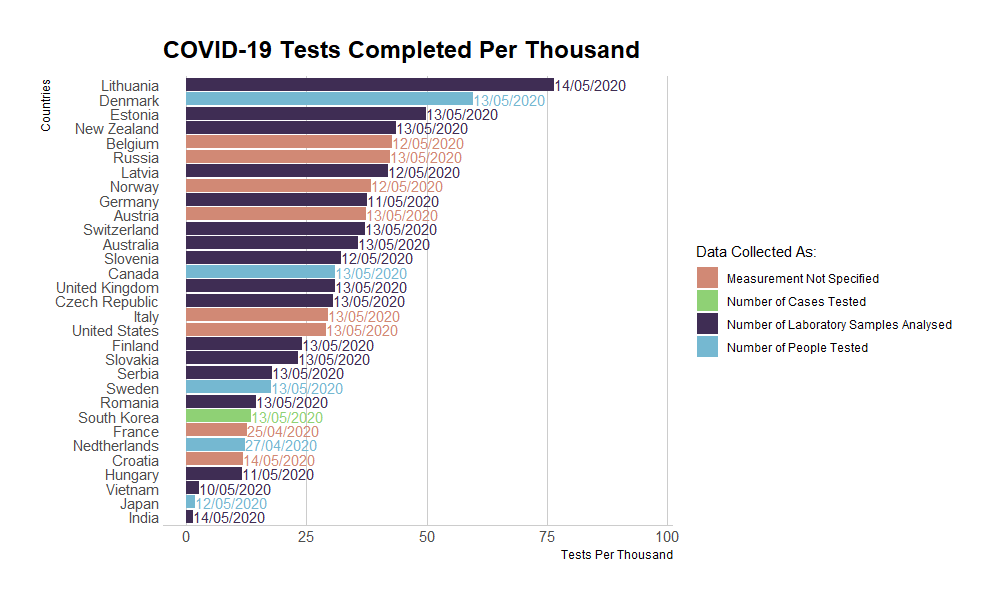 COVID-19 Tests Completed Per Thousand
Countries
Lithuania 14/05/2020
Denmark 13/05/2020
Estonia 13/05/2020
New Zealand 13/05/2020
Belgium 12/05/2020
Russia 13/05/2020
Latvia 12/05/2020
Norway 12/05/2020
Germany 11/05/2020
Austria 13/05/2020
Switzerland 13/05/2020
Australia 13/05/2020
Slovenia 12/05/2020
Canada 13/05/2020
United Kingdom 13/05/2020
Czech Republic 13/05/2020
Italy 13/05/2020
United States 13/05/2020
Finland 13/05/2020
Slovakia 13/05/2020
Serbia 13/05/2020
Sweden 13/05/2020
Romania 13/05/2020
South Korea 13/05/2020
France 25/04/2020
Nedtherlands 27/04/2020
Croatia 14/05/2020
Hungary 11/05/2020
Vietnam 10/05/2020
Japan 12/05/2020
India 14/05/2020
0 25 50 75 100
Tests Per Thousand
Data Collected As:
Measurement Not Specified
Number of Cases Tested
Number of Laboratory Samples Analysed
Number of People Tested